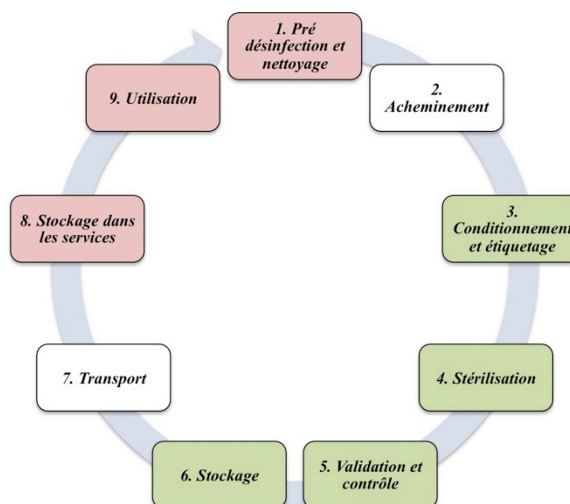 1. Pré
désinfection et
nettoyage
2.
Acheminement
3.
Conditionnement
et étiquetage
4. Stérilisation
5. Validation et
contrôle
6. Stockage
7. Transport
8. Stockage dans
les services
9. Utilisation